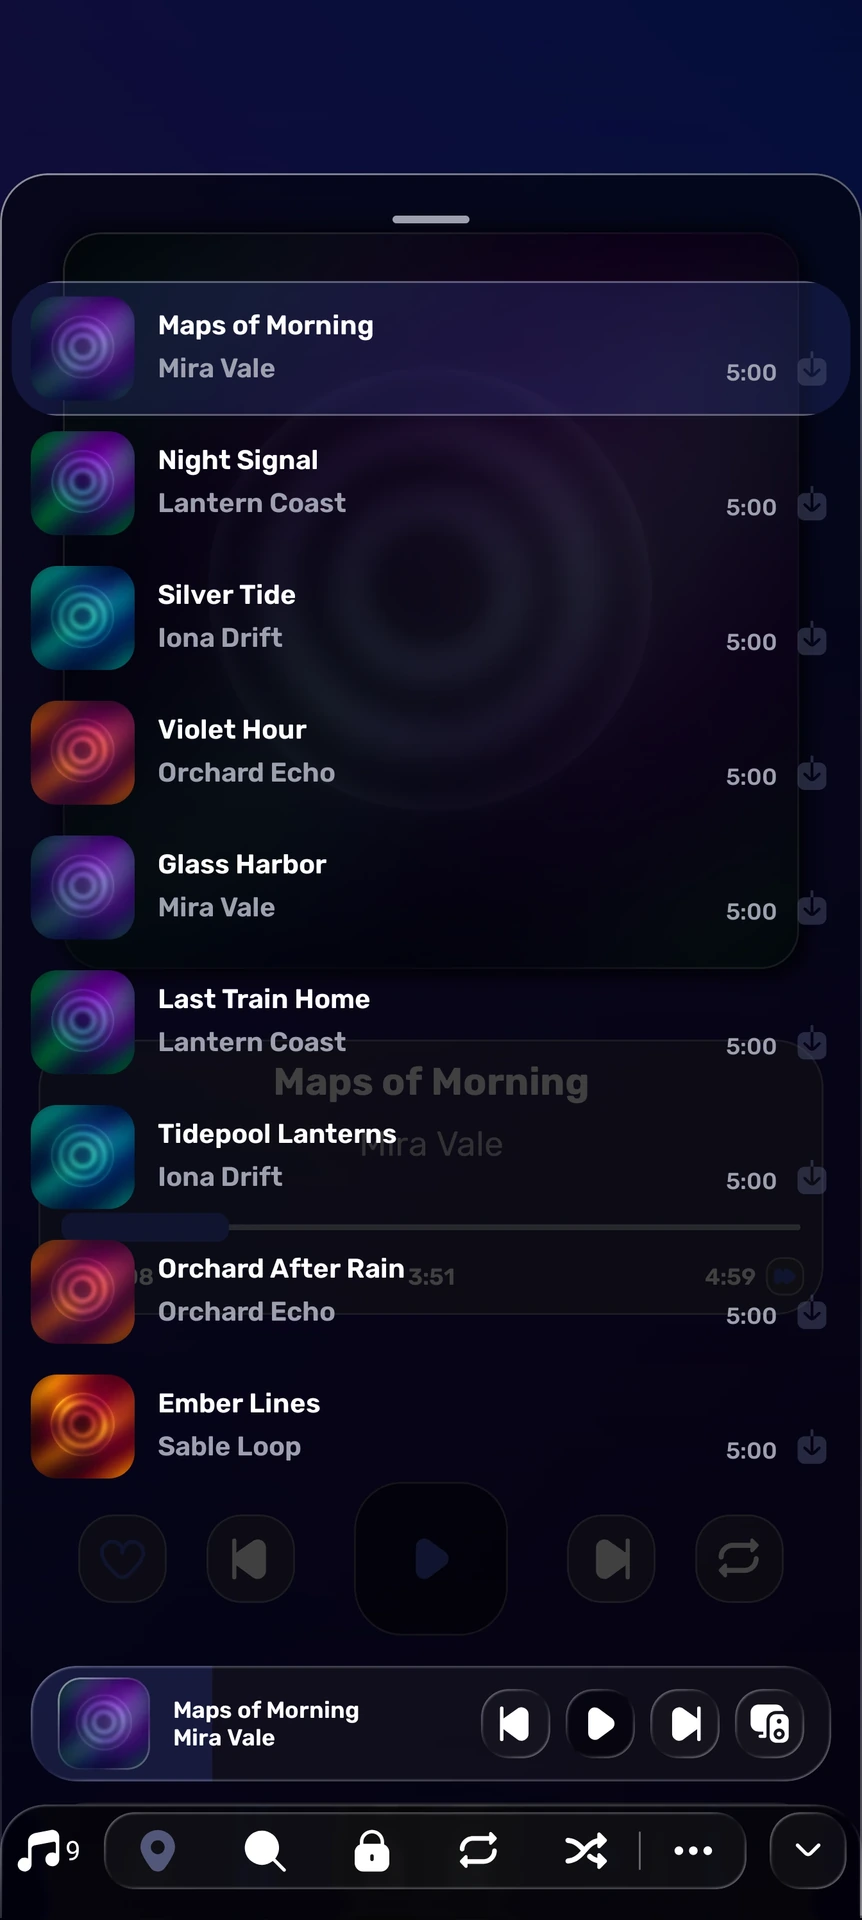 Maps of Morning
Mira Vale
5:00
Night Signal
Lantern Coast
5:00
Silver Tide
Iona Drift
5:00
Violet Hour
Orchard Echo
5:00
Glass Harbor
Mira Vale
5:00
Last Train Home
Lantern Coast
5:00
Maps of Morning
Tidepool Lanterns
Mira Vale
Iona Drift
5:00
Orchard After Rain
3:51
4:59
Orchard Echo
5:00
Ember Lines
Sable Loop
5:00
Maps of Morning
Mira Vale
9